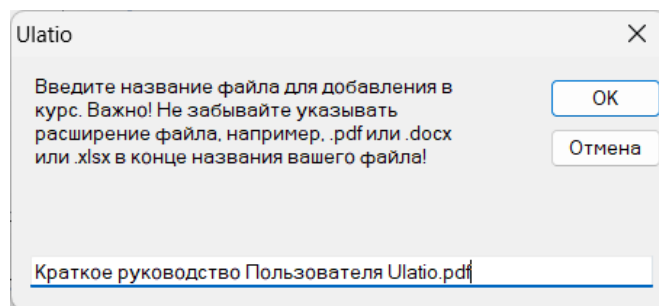 Ulatio
Введите название файла для добавления в
курс. Важно! Не забывайте указывать
расширение файла, например, .pdf или .docx
или .xlsx в конце названия вашего файла!
OK
Отмена
Краткое руководство Пользователя Ulatio.pdf